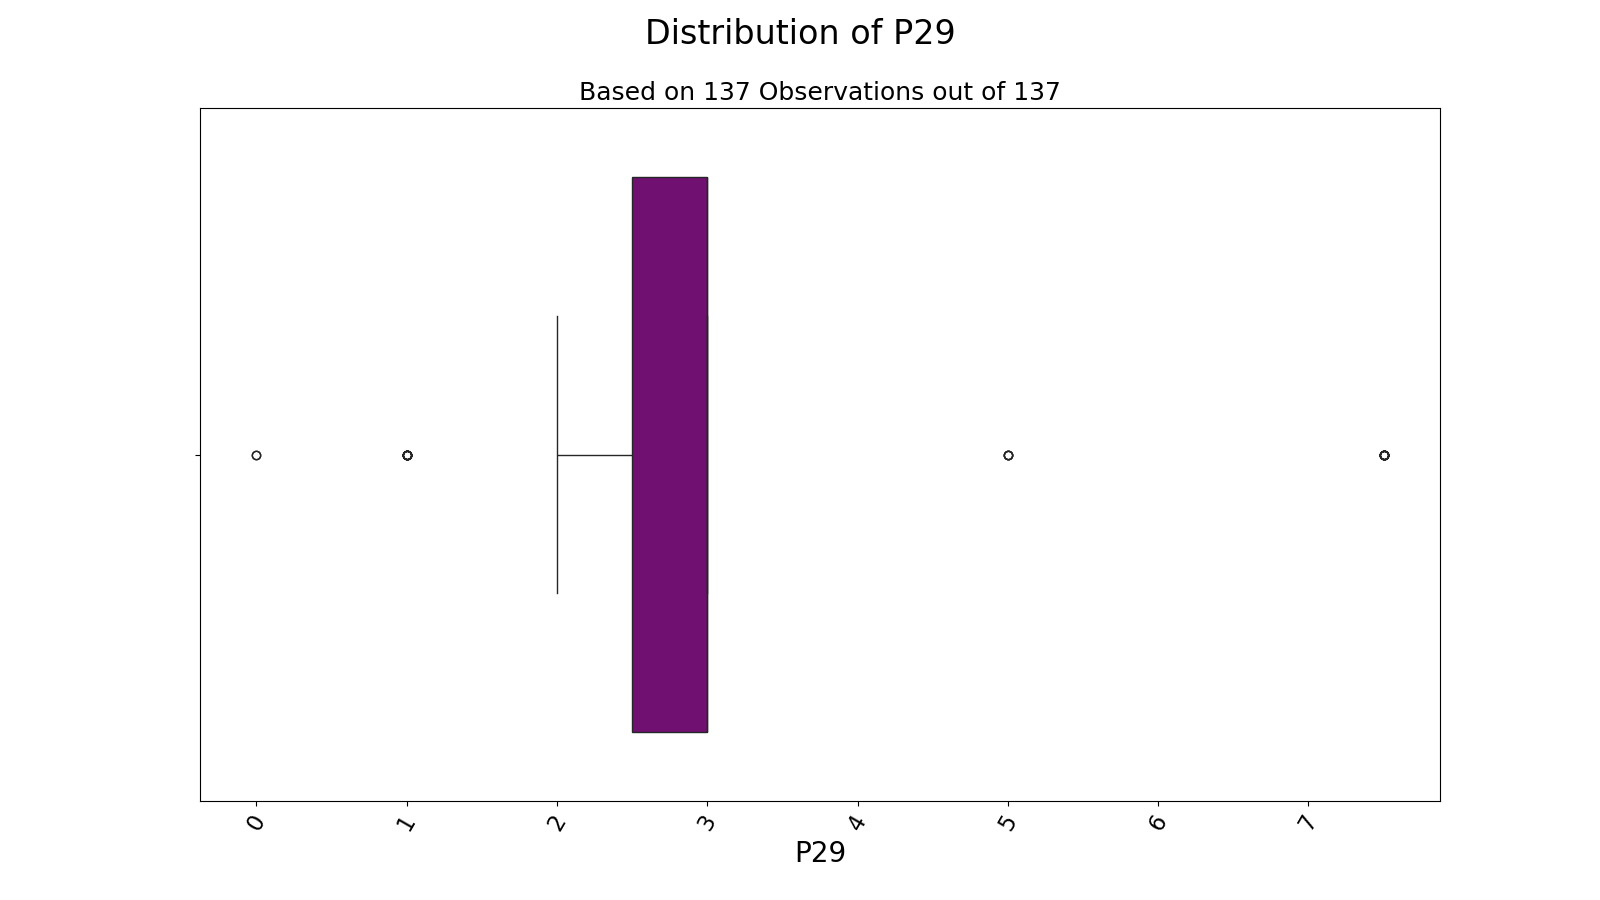 Distribution of P29
Based on 137 Observations out of 137
0 1 2 3 4 5 6 7
P29